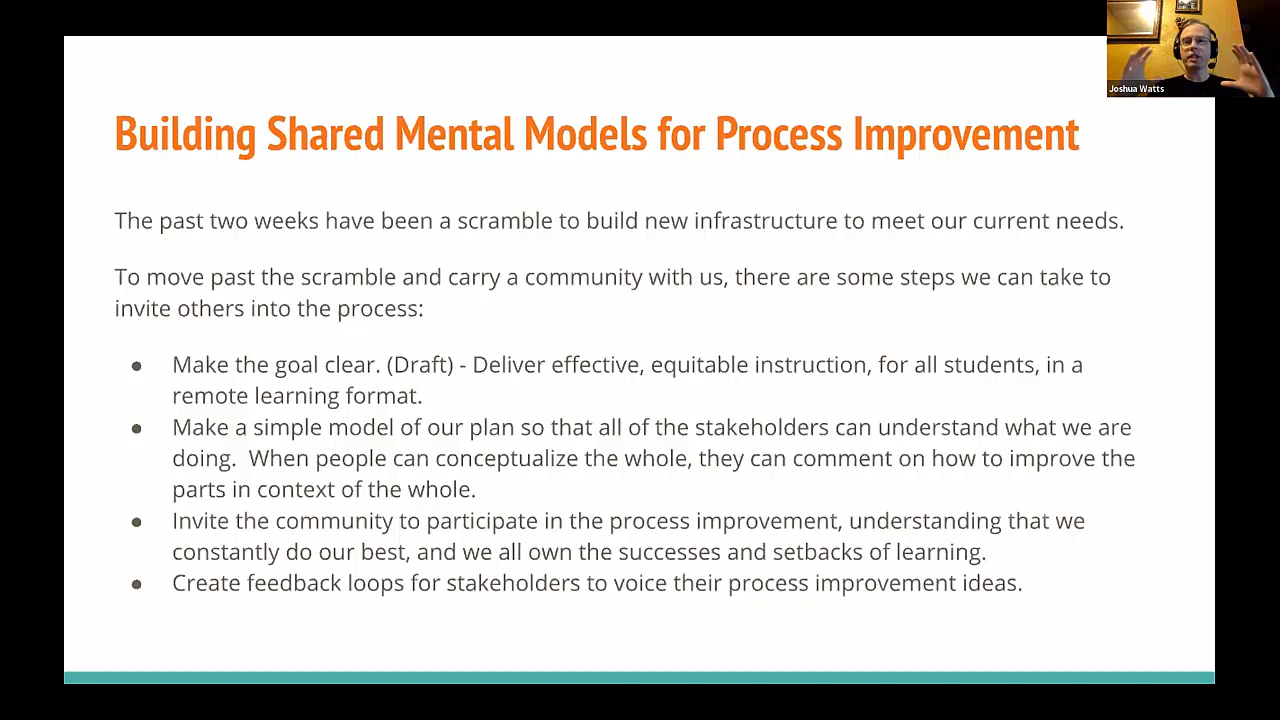 Joshua Watts
Building Shared Mental Models for Process Improvement
The past two weeks have been a scramble to build new infrastructure to meet our current needs.
To move past the scramble and carry a community with us, there are some steps we can take to
invite others into the process:
● Make the goal clear. (Draft) - Deliver effective, equitable instruction, for all students, in a
remote learning format.
● Make a simple model of our plan so that all of the stakeholders can understand what we are
doing.  When people can conceptualize the whole, they can comment on how to improve the
parts in context of the whole.
● Invite the community to participate in the process improvement, understanding that we
constantly do our best, and we all own the successes and setbacks of learning.
● Create feedback loops for stakeholders to voice their process improvement ideas.